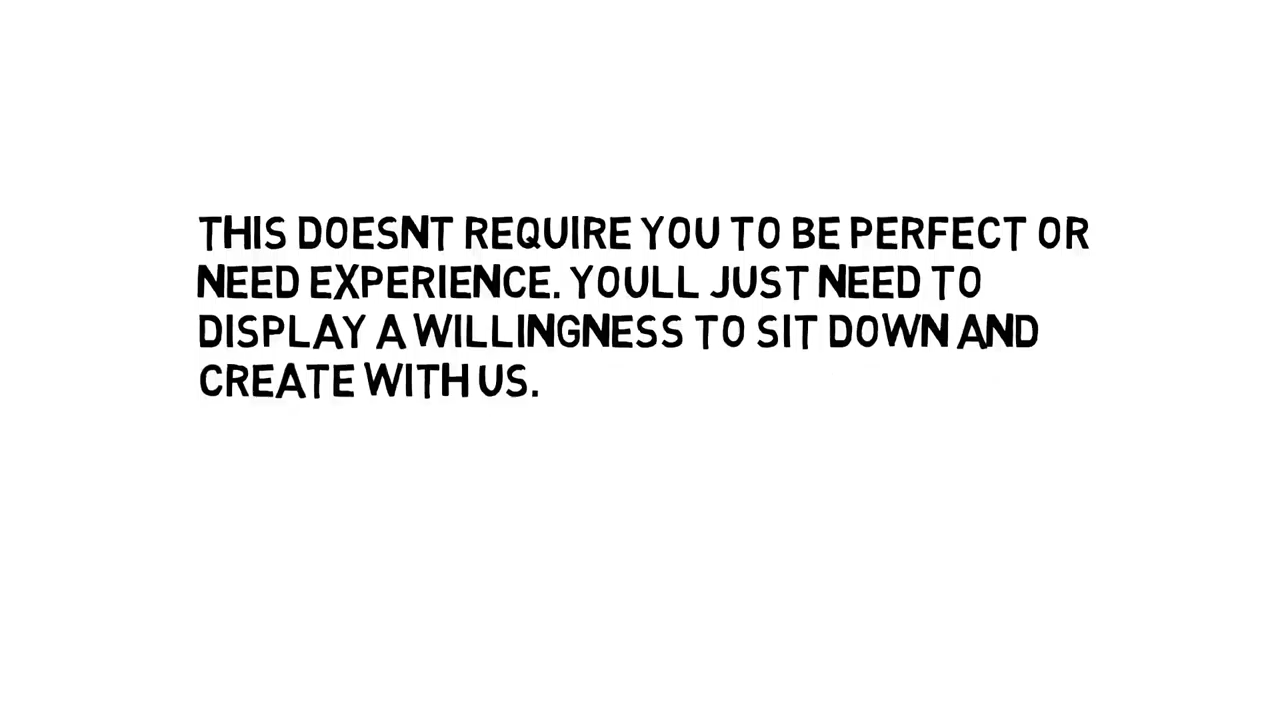 THIS DOESNT REQUIRE YOU TO BE PERFECT OR
NEED EXPERIENCE. YOULL JUST NEED TO
DISPLAY A WILLINGNESS TO SIT DOWN AND
CREATE WITH US.